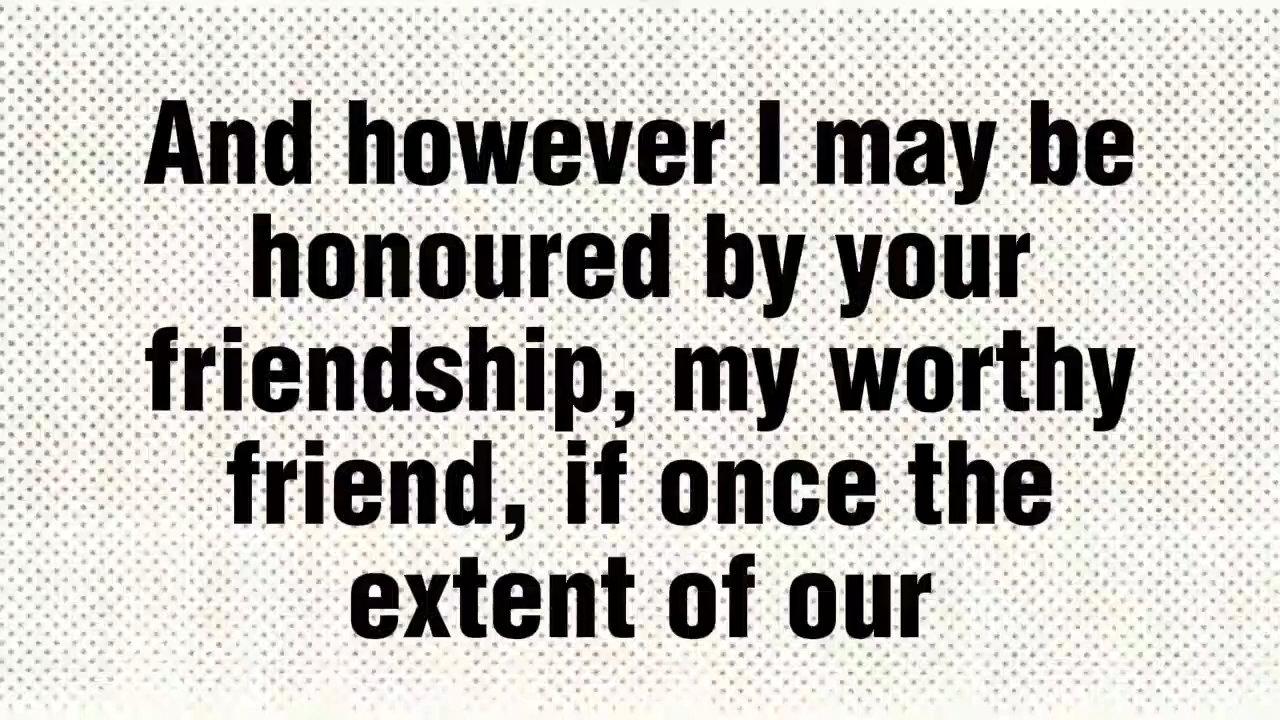 And however I may be
honoured by your
friendship, my worthy
friend, if once the
extent of our